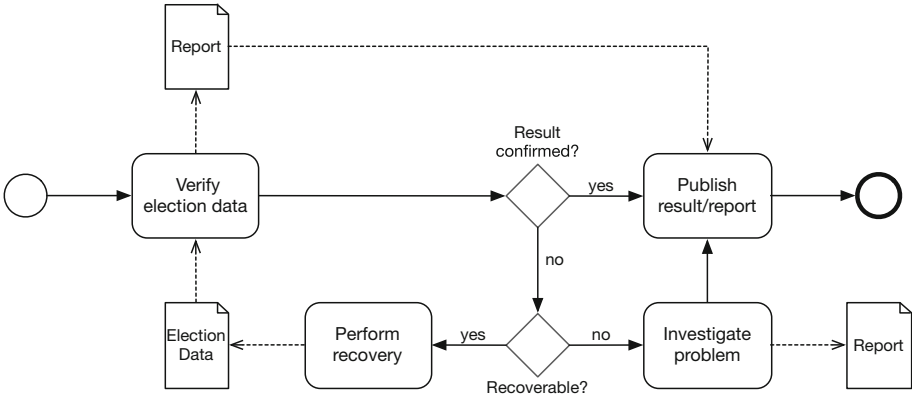 Report
Result
confirmed?
Verify
election data
yes
Publish
result/report
no
Election
Data
Perform
recovery
yes
no
Investigate
problem
Report
Recoverable?